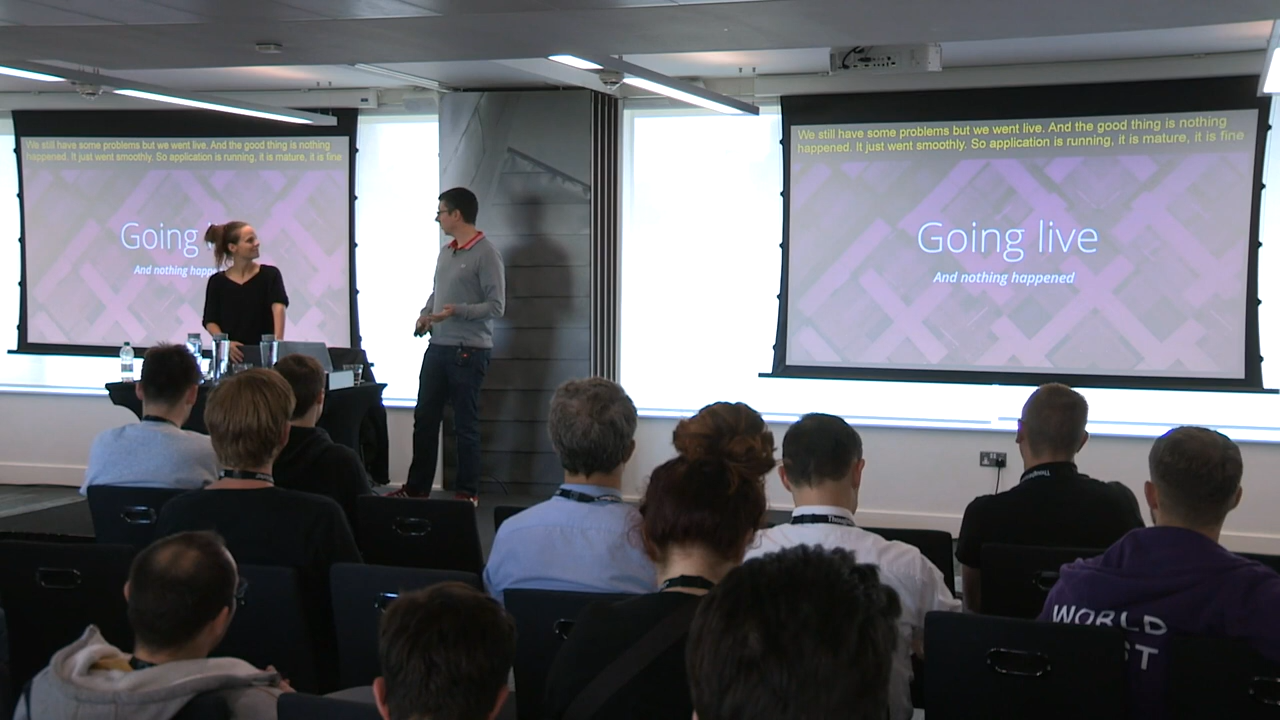 We still have some problems but we went live. And the good thing is nothing
happened. It just went smoothly. So application is running, it is mature, it is fine
Going
And nothing happe
We still have some problems but we went live. And the good thing is nothing
happened. It just went smoothly. So application is running, it is mature, it is fine
Going live
And nothing happened
WORLD